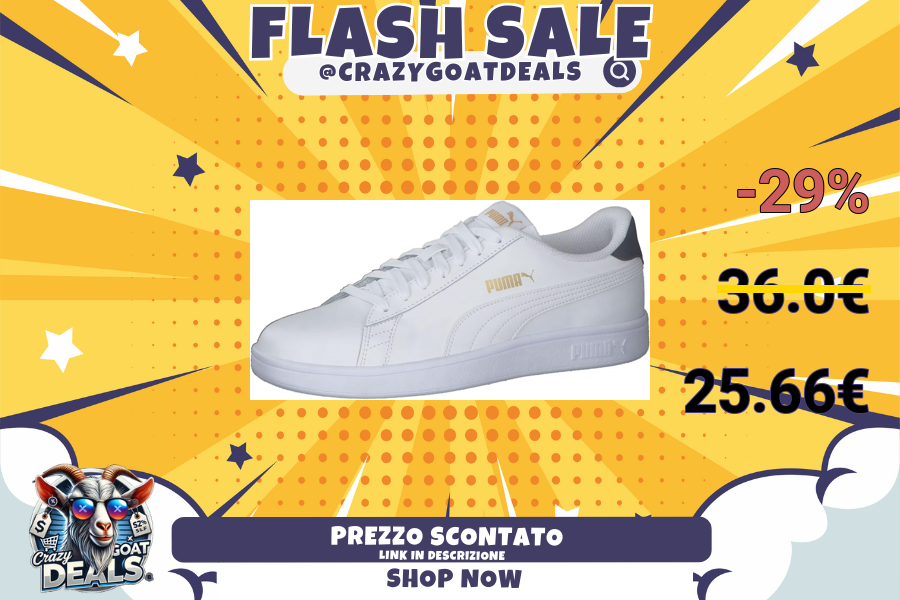 FLASH SALE
@CRAZYGOATDEALS
-29%
36.0€
25.66€
PUMA
PUMA
$
52%
Crazy
GOAT
DEALS
PREZZO SCONTATO
LINK IN DESCRIZIONE
SHOP NOW